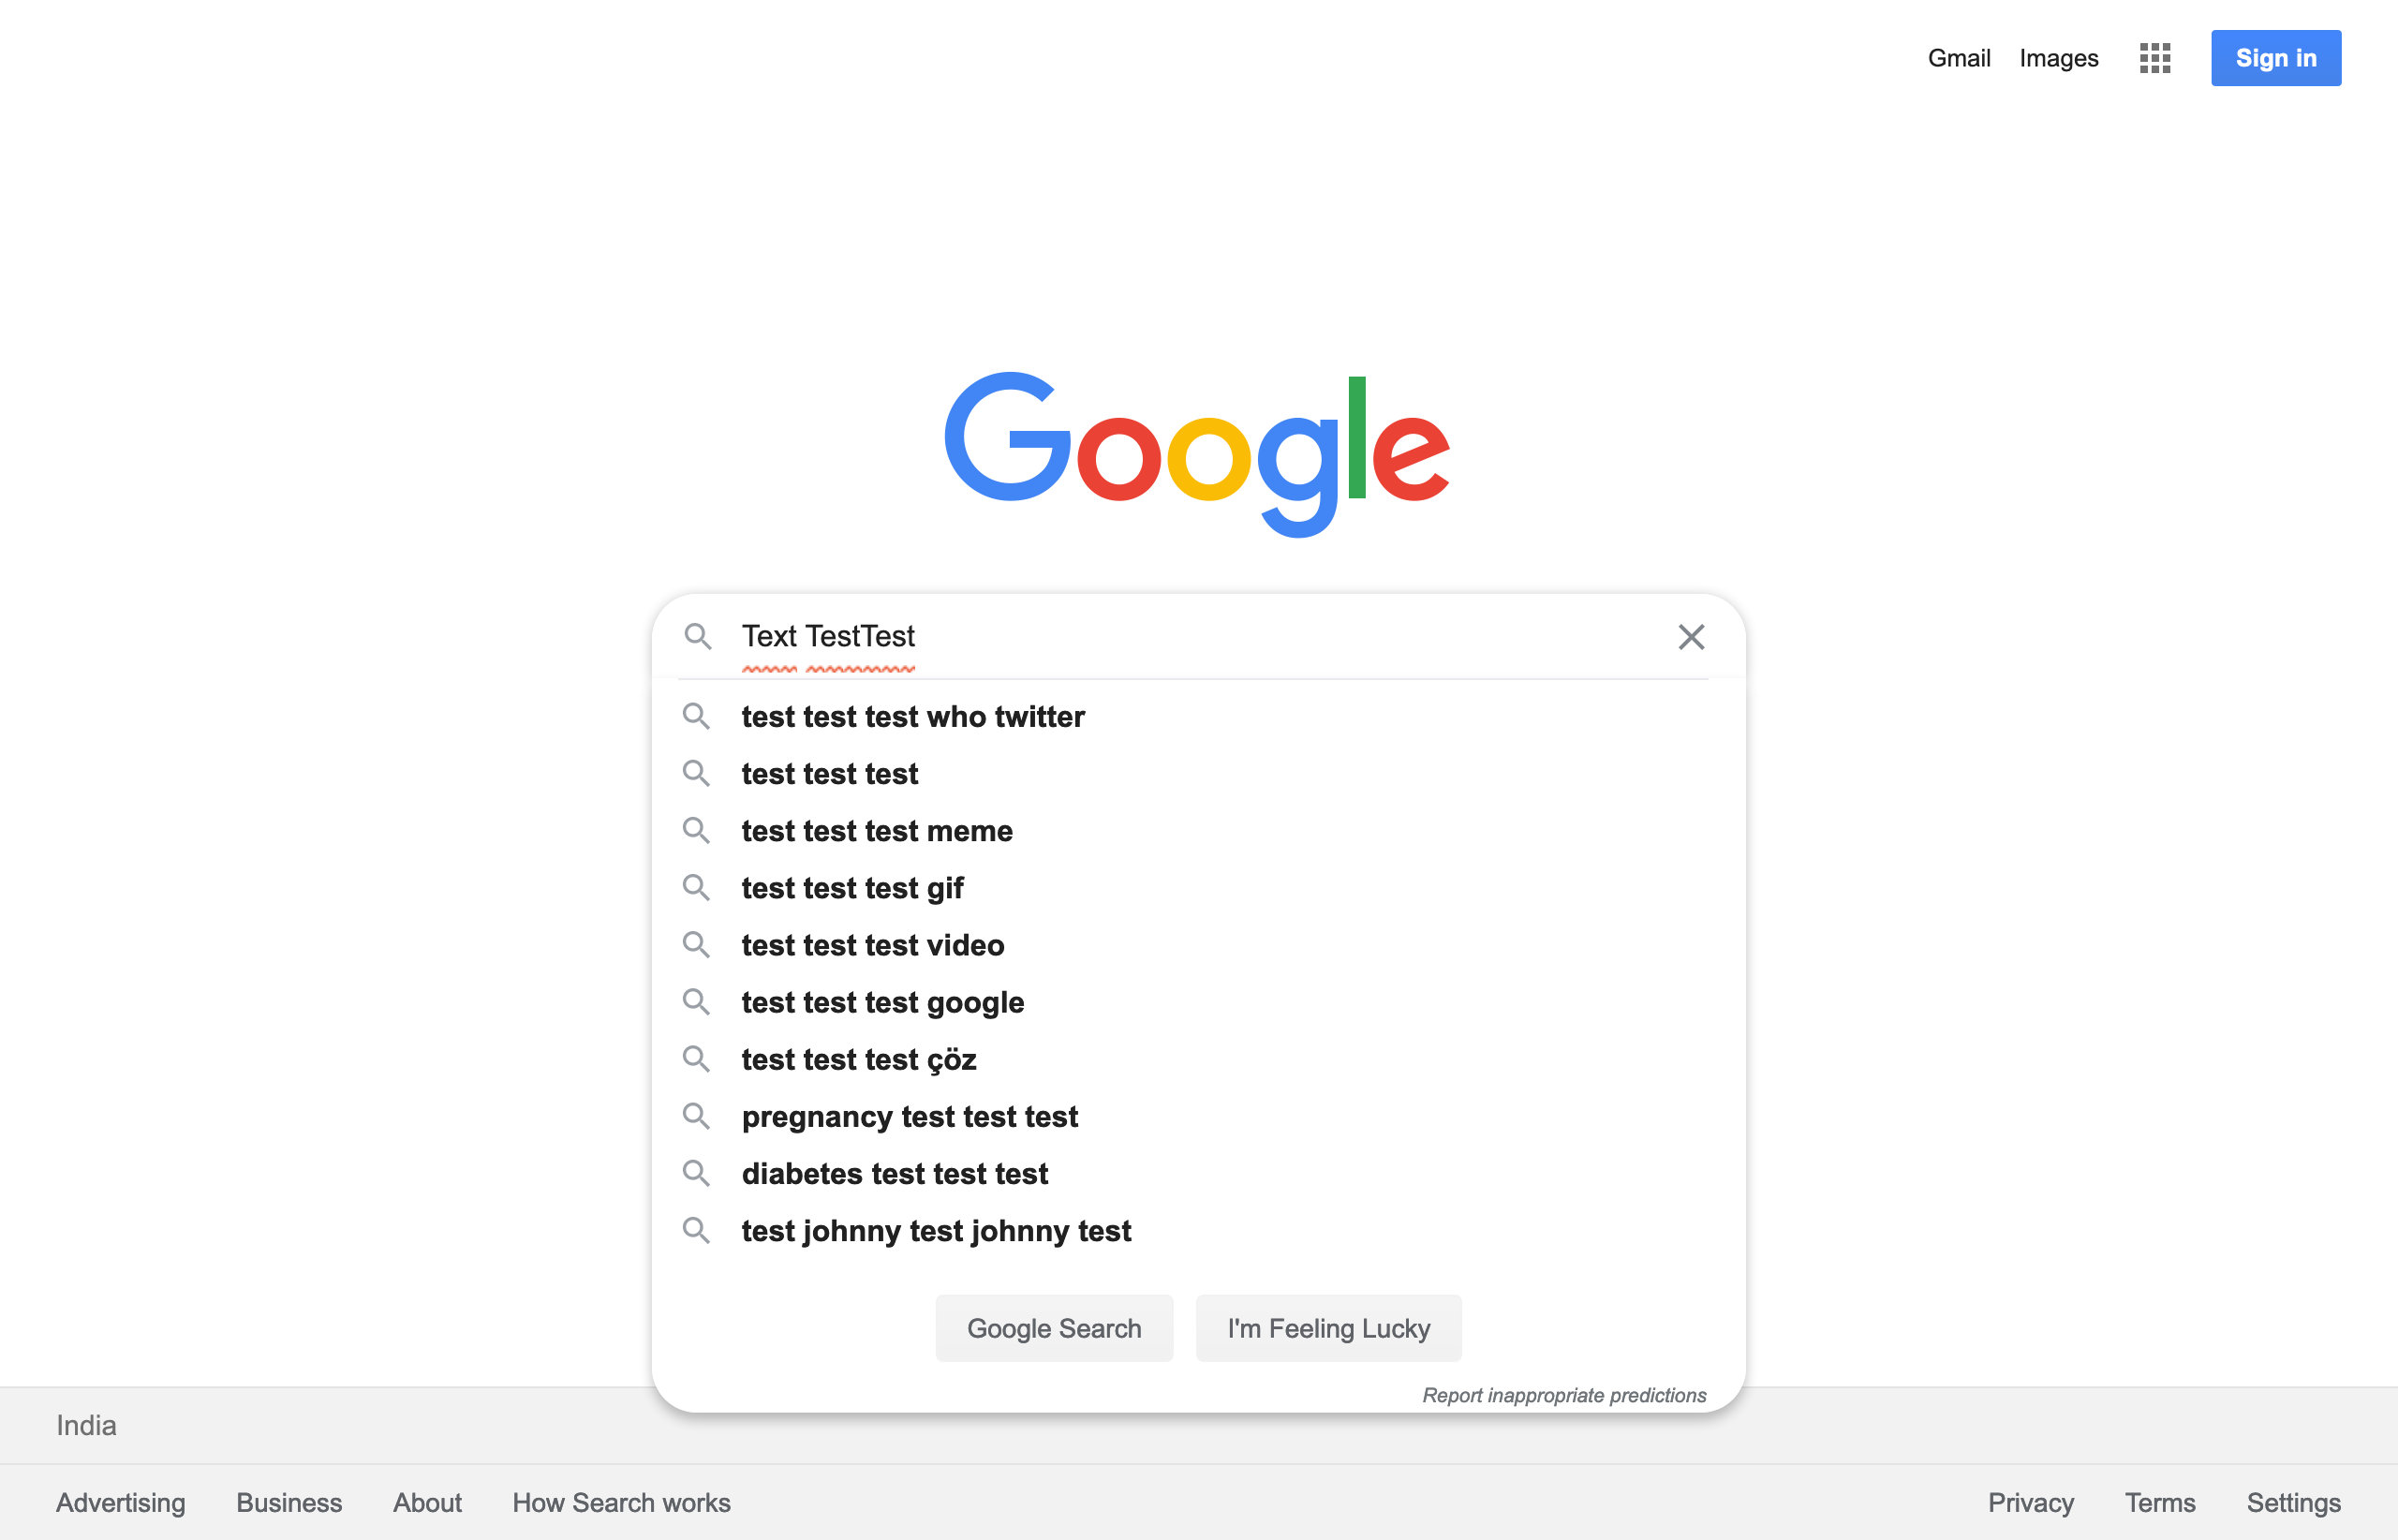 Gmail Images Sign in
Google
Text TestTest
test test test who twitter
test test test
test test test meme
test test test gif
test test test video
test test test google
test test test çöz
pregnancy test test test
diabetes test test test
test johnny test johnny test
Google Search I'm Feeling Lucky
Report inappropriate predictions
India
Advertising Business About How Search works Privacy Terms Settings